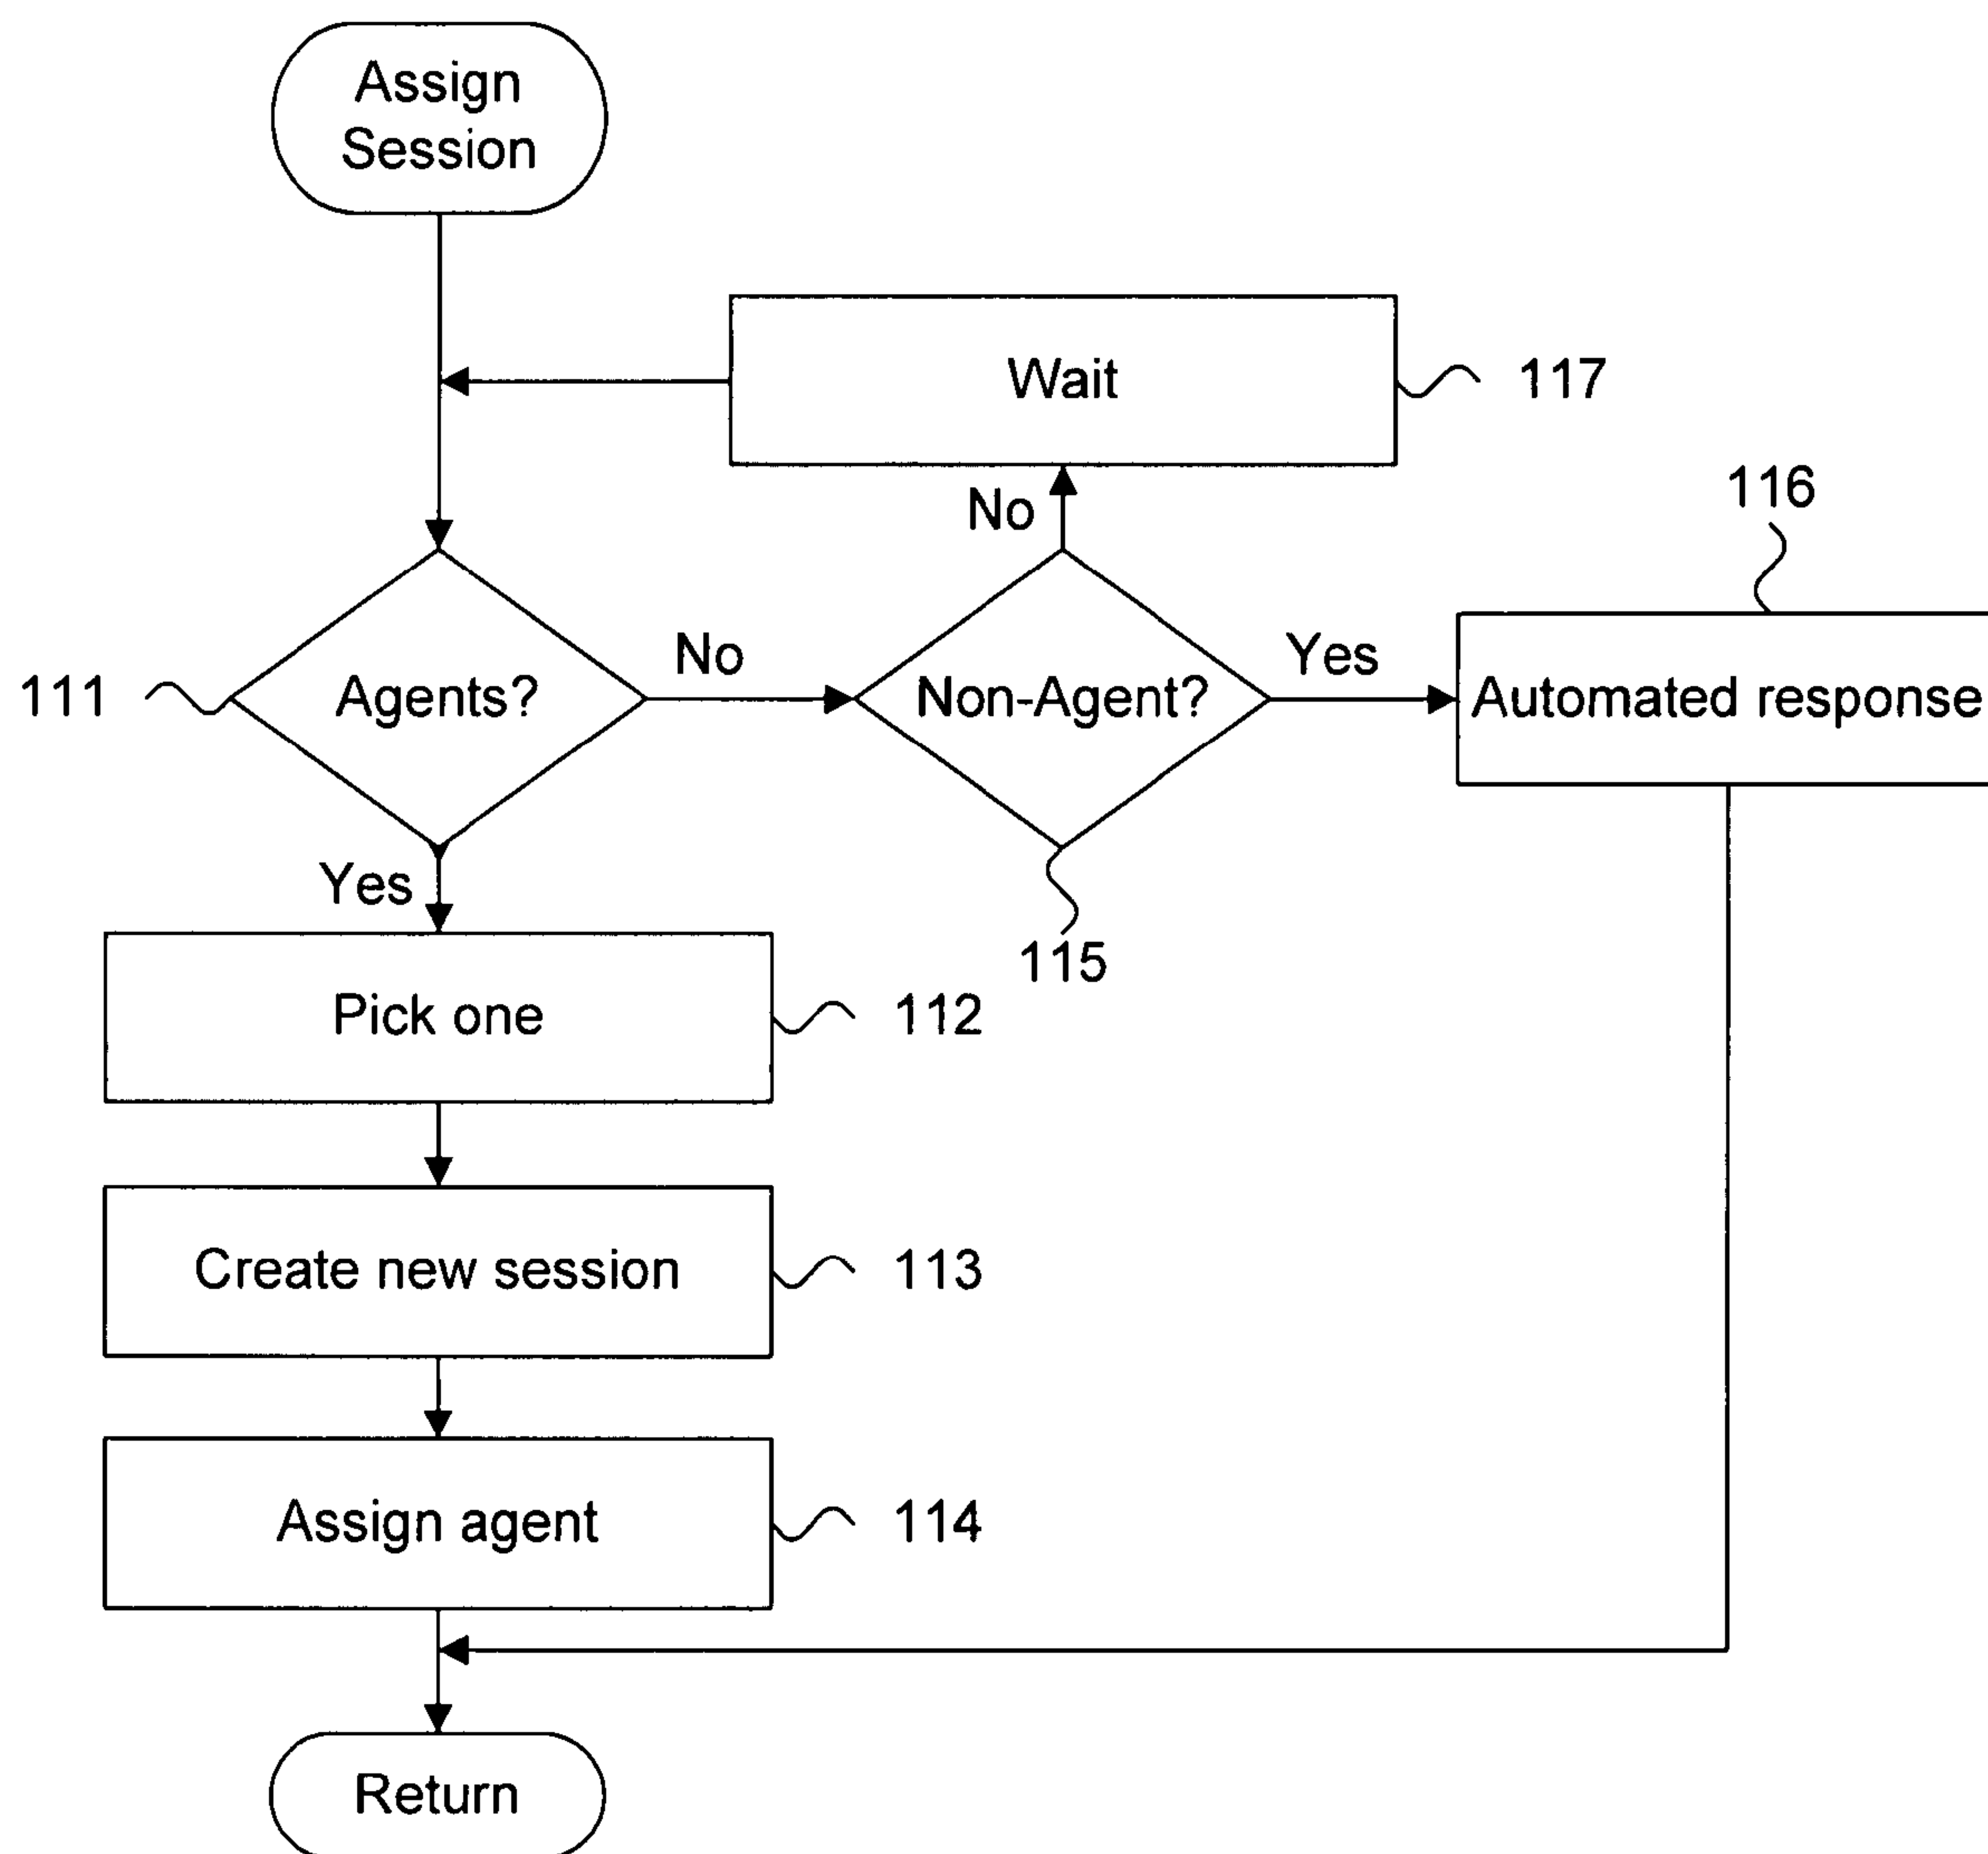 Assign
Session
Wait
117
No
116
111
Agents?
No
Non-Agent?
Yes
Automated response
Yes
115
Pick one
112
Create new session
113
Assign agent
114
Return